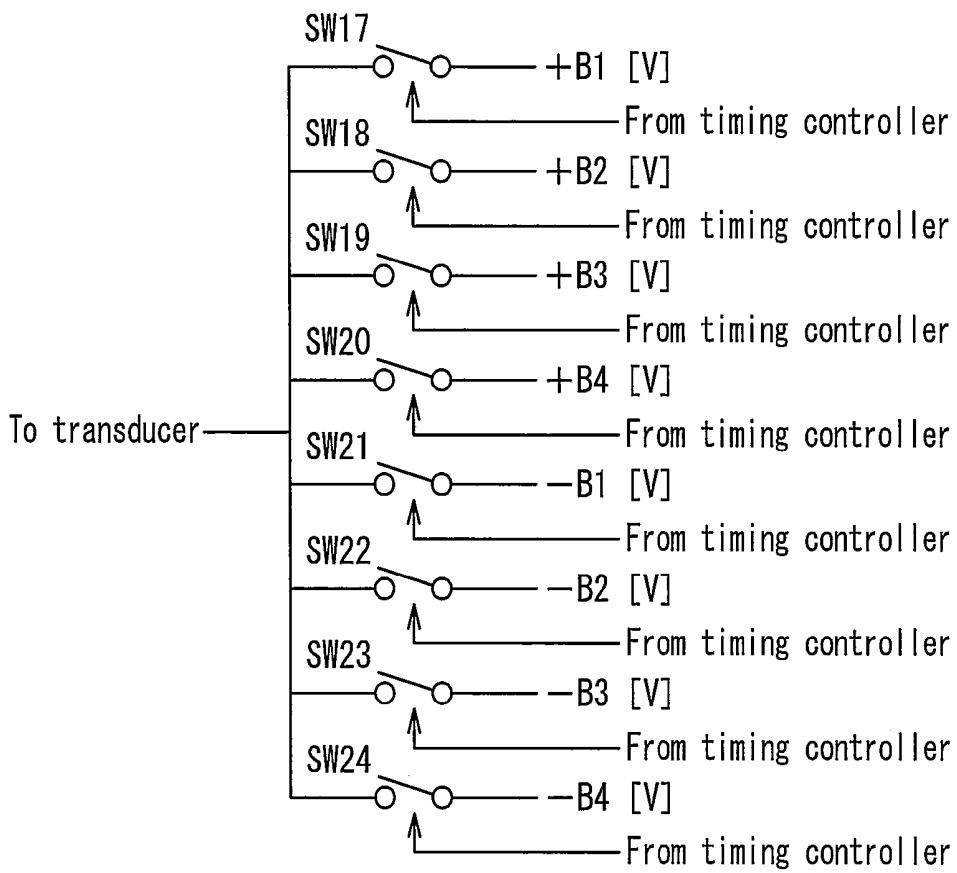 SW17
+B1 [V]
From timing controller
SW18
+B2 [V]
From timing controller
SW19
+B3 [V]
From timing controller
SW20
+B4 [V]
From timing controller
To transducer
SW21
−B1 [V]
From timing controller
SW22
−B2 [V]
From timing controller
SW23
−B3 [V]
From timing controller
SW24
−B4 [V]
From timing controller